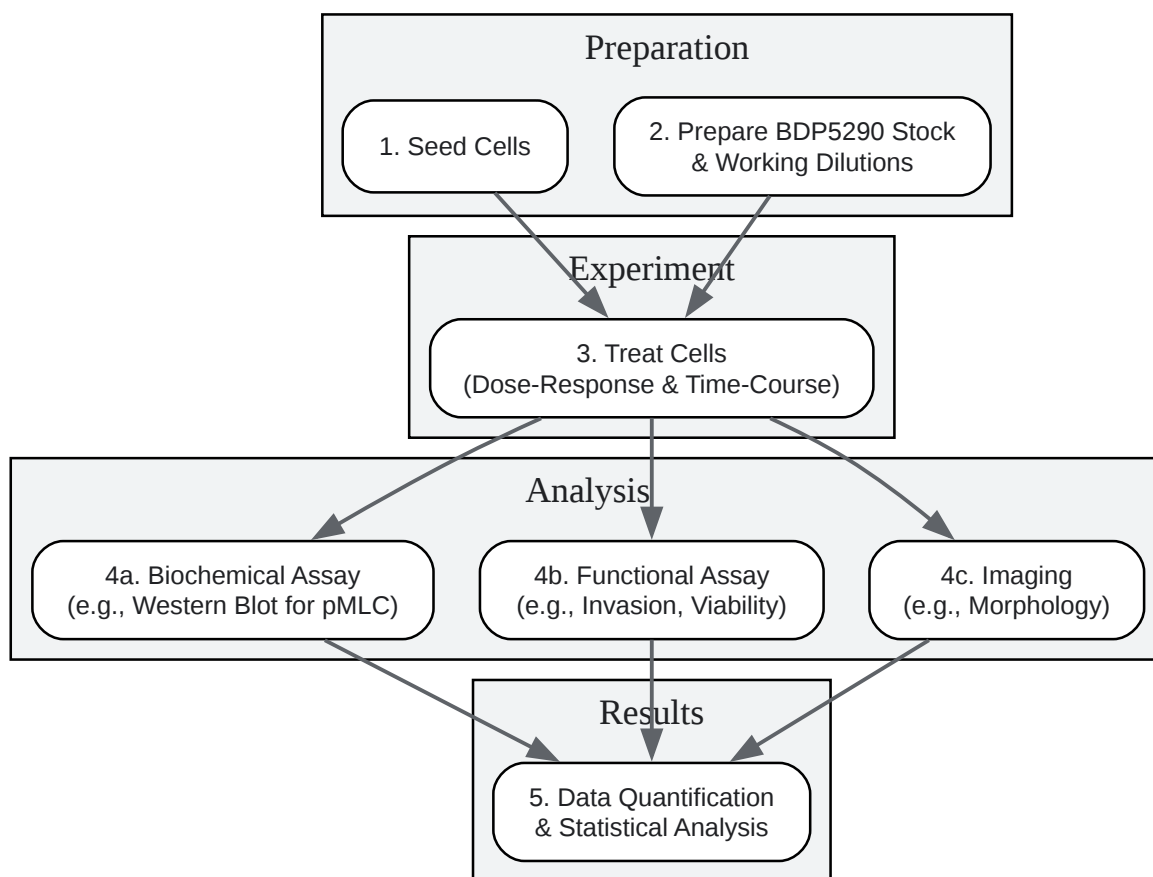 Preparation
1. Seed Cells
2. Prepare BDP5290 Stock
& Working Dilutions
Experiment
3. Treat Cells
(Dose-Response & Time-Course)
Analysis
4a. Biochemical Assay
(e.g., Western Blot for pMLC)
4b. Functional Assay
(e.g., Invasion, Viability)
4c. Imaging
(e.g., Morphology)
Results
5. Data Quantification
& Statistical Analysis